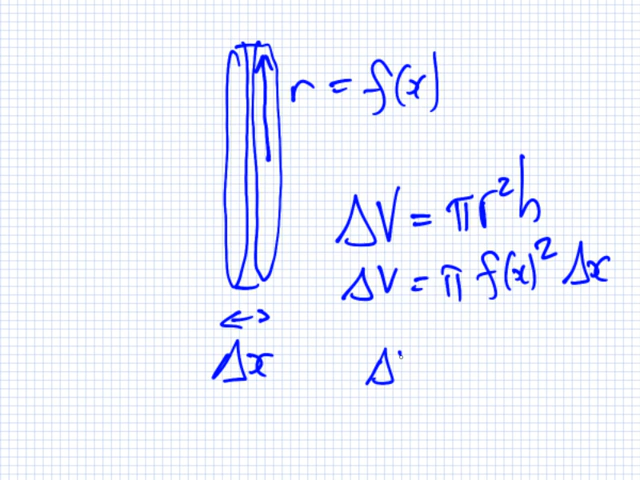 r = f(x)
ΔV = πr²h
ΔV = π f(x)² Δx
Δx
Δ